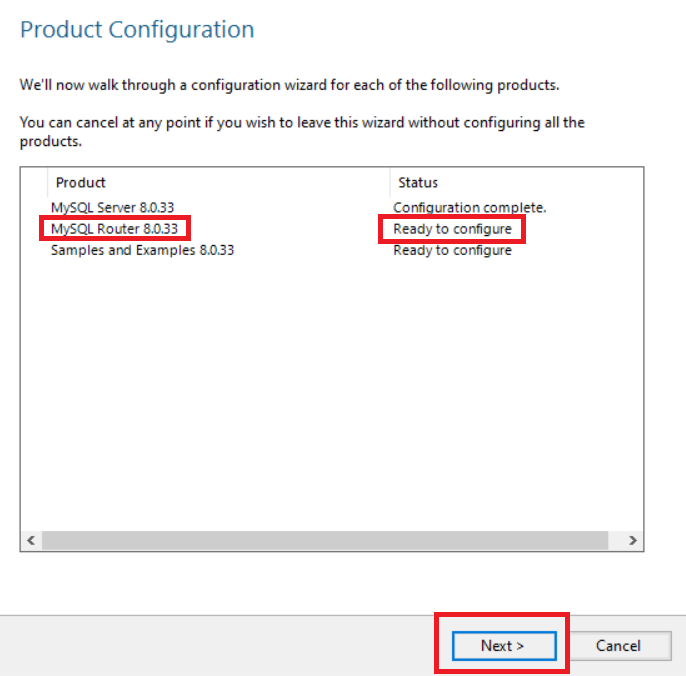 Product Configuration
We'll now walk through a configuration wizard for each of the following products.
You can cancel at any point if you wish to leave this wizard without configuring all the
products.
Product Status
MySQL Server 8.0.33 Configuration complete.
MySQL Router 8.0.33 Ready to configure
Samples and Examples 8.0.33 Ready to configure
Next > Cancel